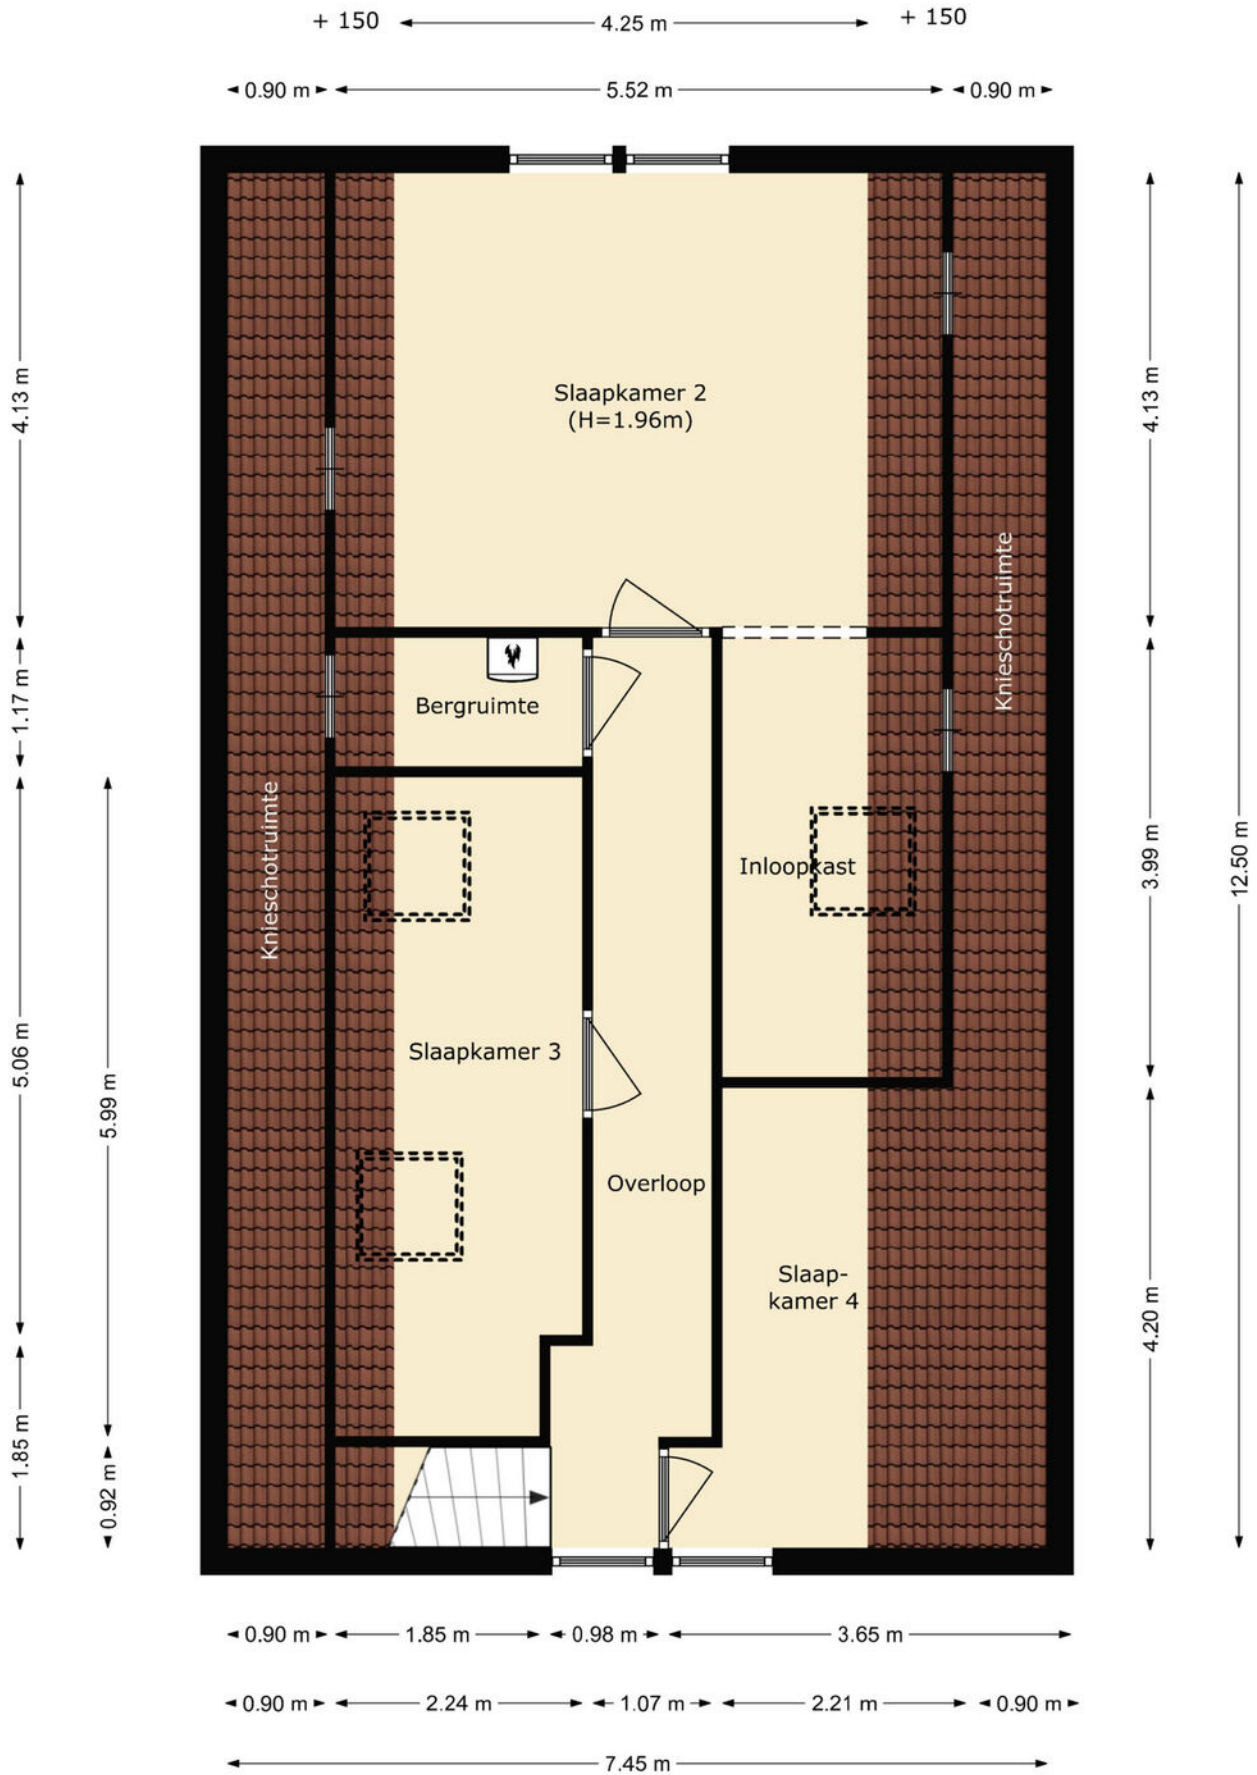 + 150
4.25 m
+ 150
0.90 m
5.52 m
0.90 m
4.13 m
4.13 m
Slaapkamer 2
(H=1.96m)
Knieschotruimte
1.17 m
Bergruimte
3.99 m
12.50 m
Knieschotruimte
Inloopkast
5.06 m
5.99 m
Slaapkamer 3
Overloop
Slaap-
kamer 4
4.20 m
1.85 m
0.92 m
0.90 m
1.85 m
0.98 m
3.65 m
0.90 m
2.24 m
1.07 m
2.21 m
0.90 m
7.45 m